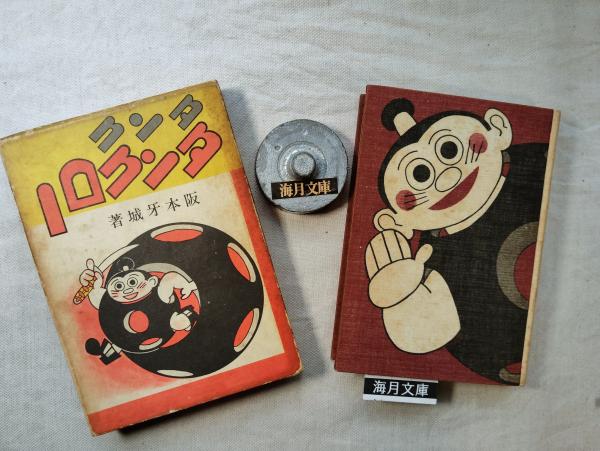 タンク
タンクロー
阪本牙城著
海月文庫
海月文庫